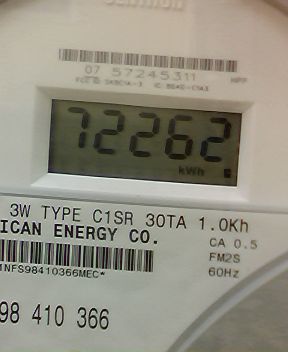 07 57245311
72262
kWh
3W TYPE C1SR 30TA 1.0Kh
ICAN ENERGY CO.
CA 0.5
FM2S
60Hz
1NFS98410366MEC*
98 410 366